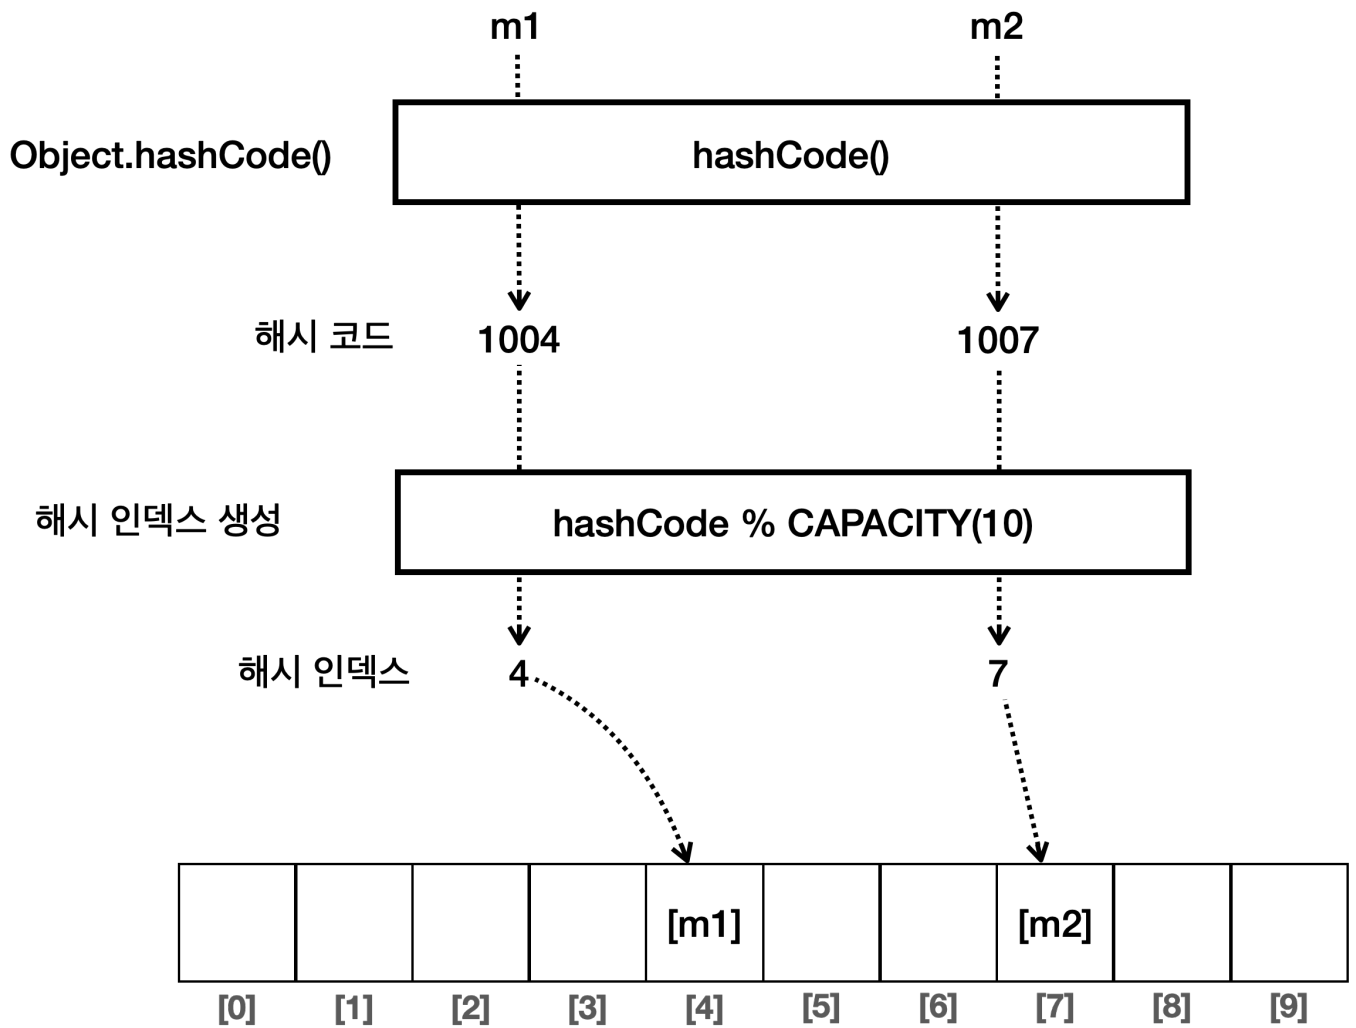 m1 m2
Object.hashCode() hashCode()
해시 코드 1004 1007
해시 인덱스 생성 hashCode % CAPACITY(10)
해시 인덱스 4 7
[m1] [m2]
[0] [1] [2] [3] [4] [5] [6] [7] [8] [9]